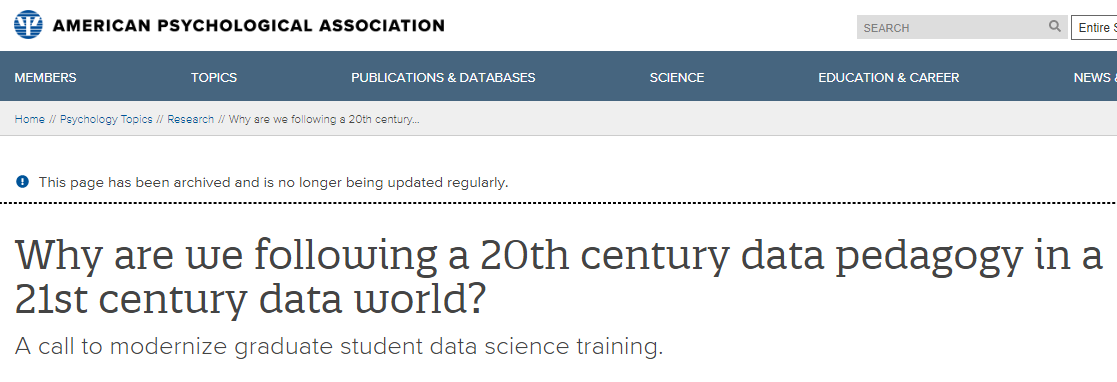 AMERICAN PSYCHOLOGICAL ASSOCIATION
SEARCH
Entire S
MEMBERS TOPICS PUBLICATIONS & DATABASES SCIENCE EDUCATION & CAREER NEWS &
Home // Psychology Topics // Research // Why are we following a 20th century...
This page has been archived and is no longer being updated regularly.
Why are we following a 20th century data pedagogy in a
21st century data world?
A call to modernize graduate student data science training.